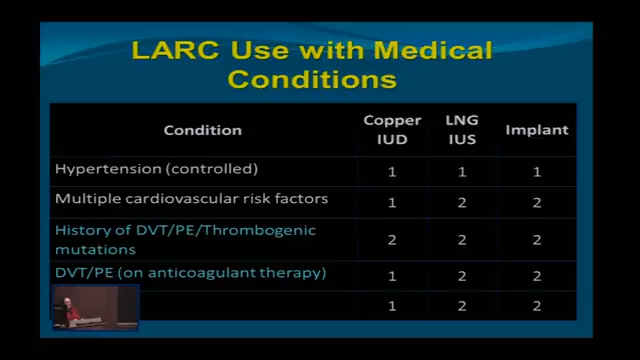 LARC Use with Medical
Conditions
Condition Copper IUD LNG IUS Implant
Hypertension (controlled) 1 1 1
Multiple cardiovascular risk factors 1 2 2
History of DVT/PE/Thrombogenic
mutations 2 2 2
DVT/PE (on anticoagulant therapy) 1 2 2
1 2 2